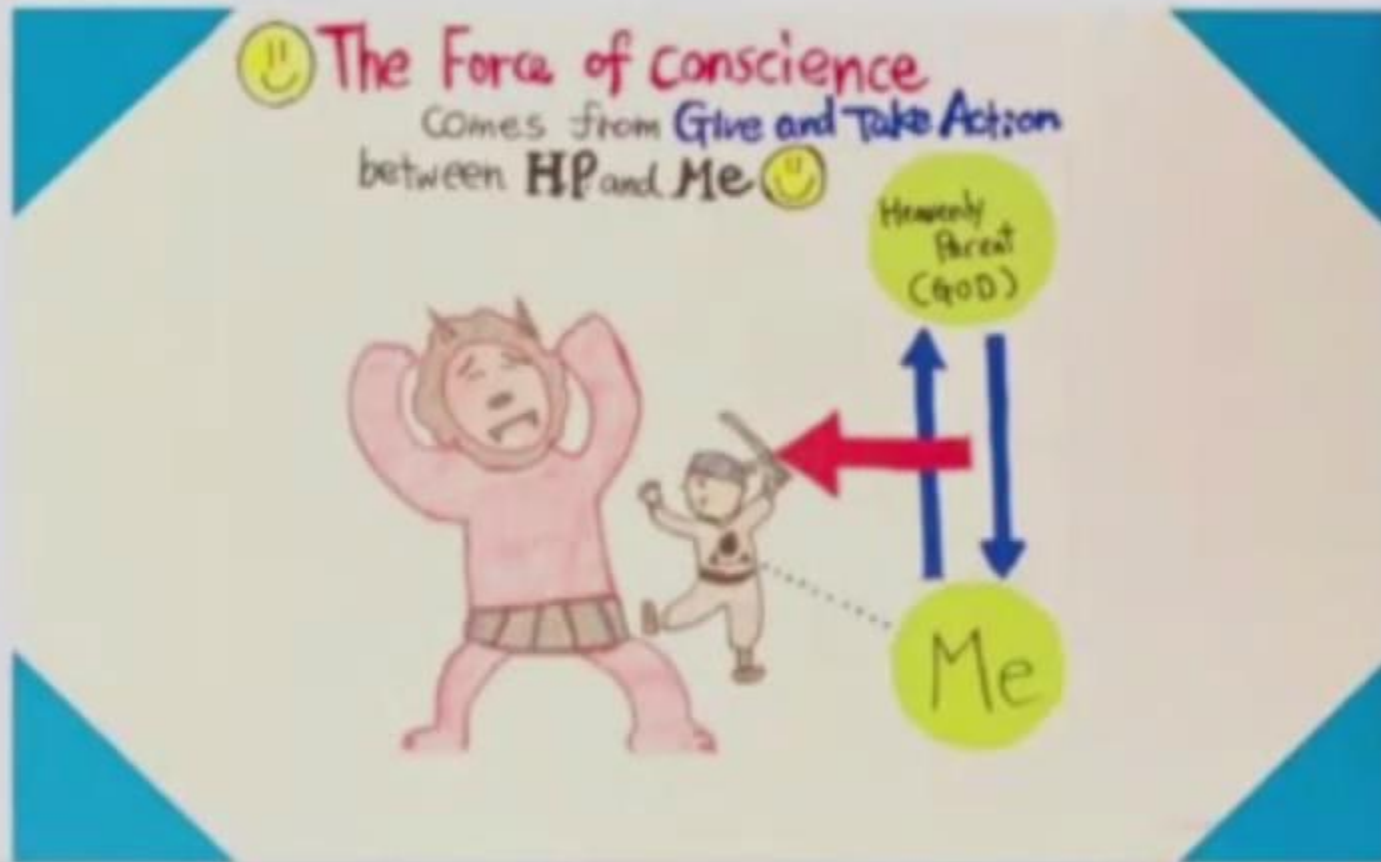 The Force of conscience
comes from Give and Take Action
between HP and Me
Heavenly
Parent
(GOD)
Me